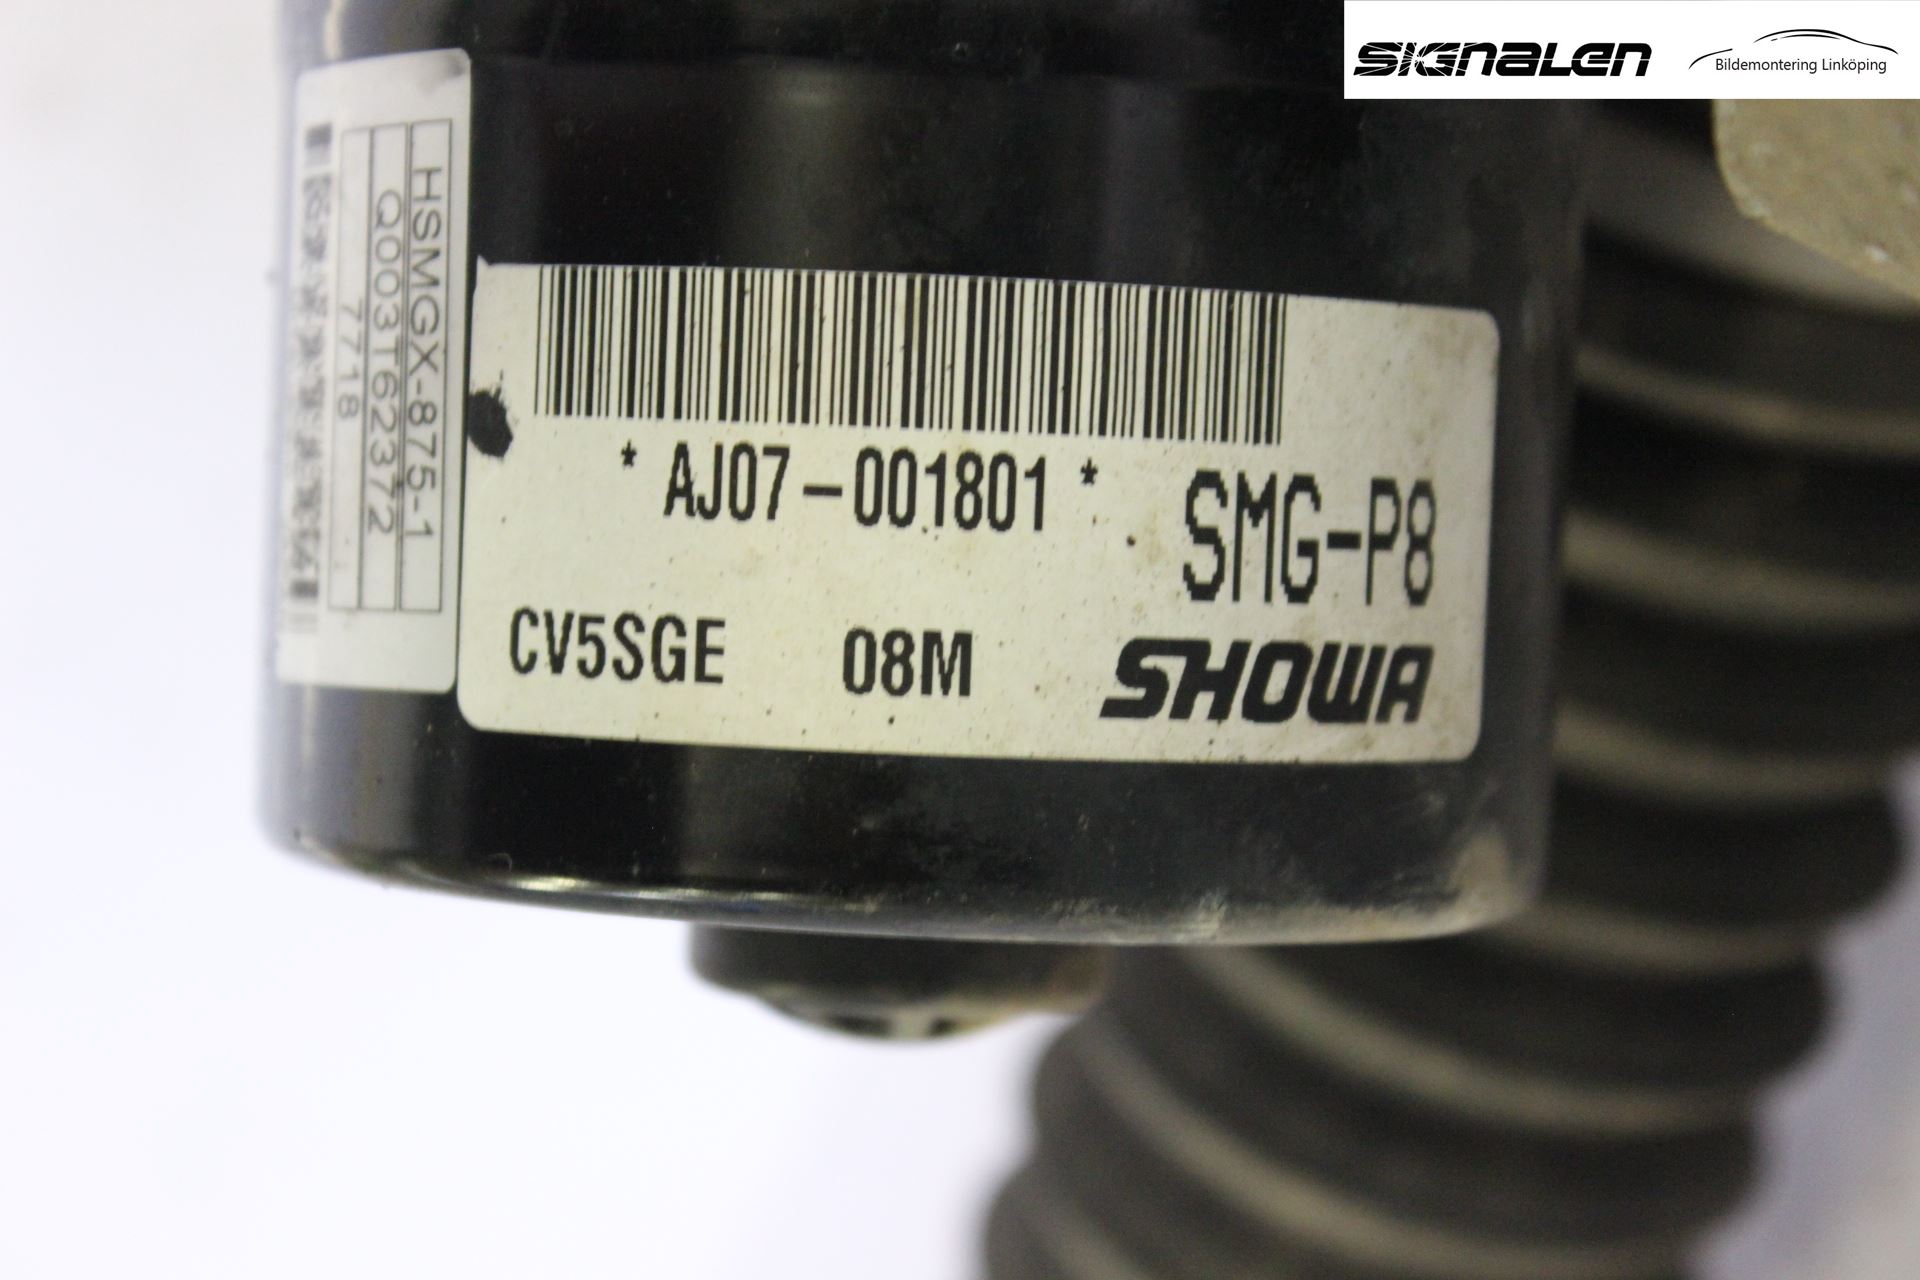 SIGNALEN
Bildemontering Linköping
HSMGX-875-1
Q003T62372
7718
* AJ07-001801 *
SMG-P8
CV5SGE 08M SHOWA